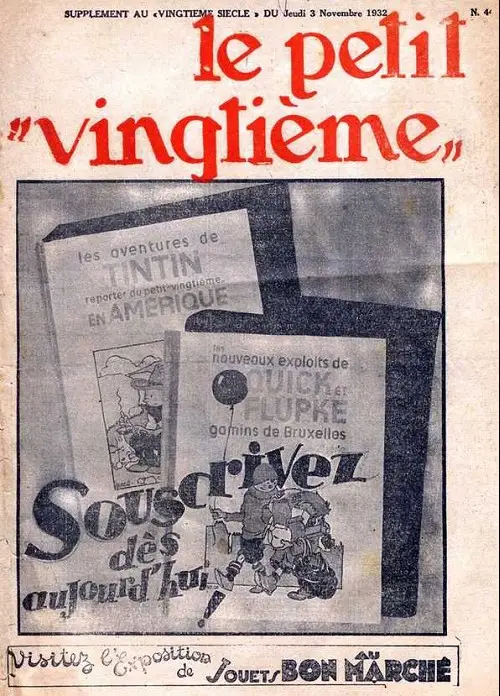 SUPPLEMENT AU «VINGTIEME SIECLE» DU Jeudi 3 Novembre 1932
le petit
"vingtième"
les aventures de
TINTIN
reporter du petit-vingtième
EN AMÉRIQUE
les
nouveaux exploits de
QUICK ET
FLUPKE
gamins de Bruxelles
Souscrivez
dès
aujourd'hui !
Visitez l'Exposition
de JOUETS AU BON MARCHÉ